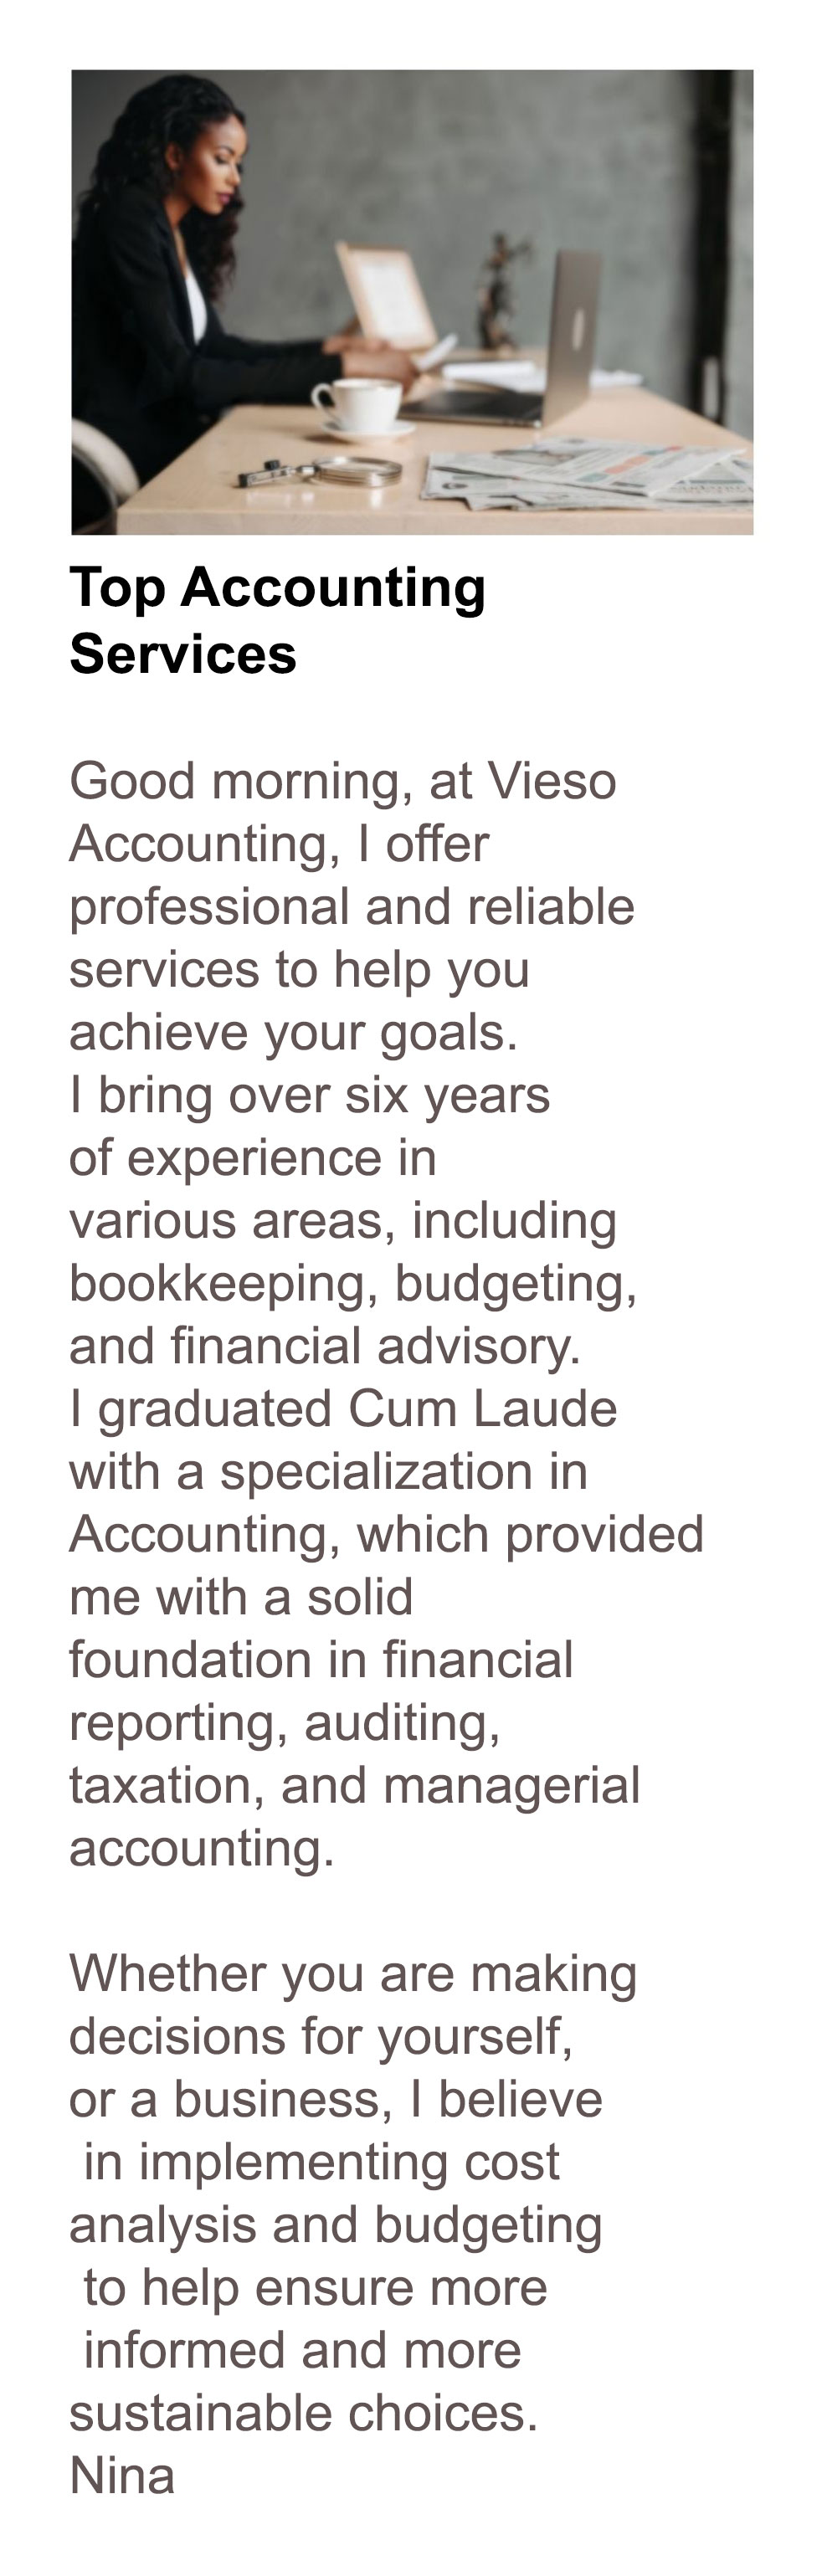 Top Accounting
Services
Good morning, at Vieso
Accounting, I offer
professional and reliable
services to help you
achieve your goals.
I bring over six years
of experience in
various areas, including
bookkeeping, budgeting,
and financial advisory.
I graduated Cum Laude
with a specialization in
Accounting, which provided
me with a solid
foundation in financial
reporting, auditing,
taxation, and managerial
accounting.
Whether you are making
decisions for yourself,
or a business, I believe
in implementing cost
analysis and budgeting
to help ensure more
informed and more
sustainable choices.
Nina